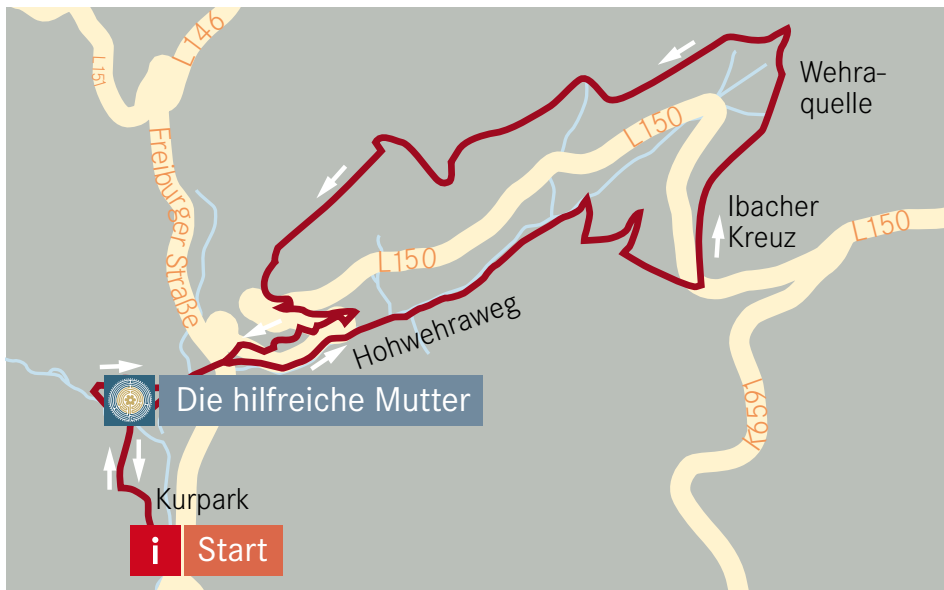 L146
L151
Wehra-
quelle
L150
Freiburger Straße
Ibacher
Kreuz
L150
L150
Hohwehraweg
Die hilfreiche Mutter
K6591
Kurpark
i Start